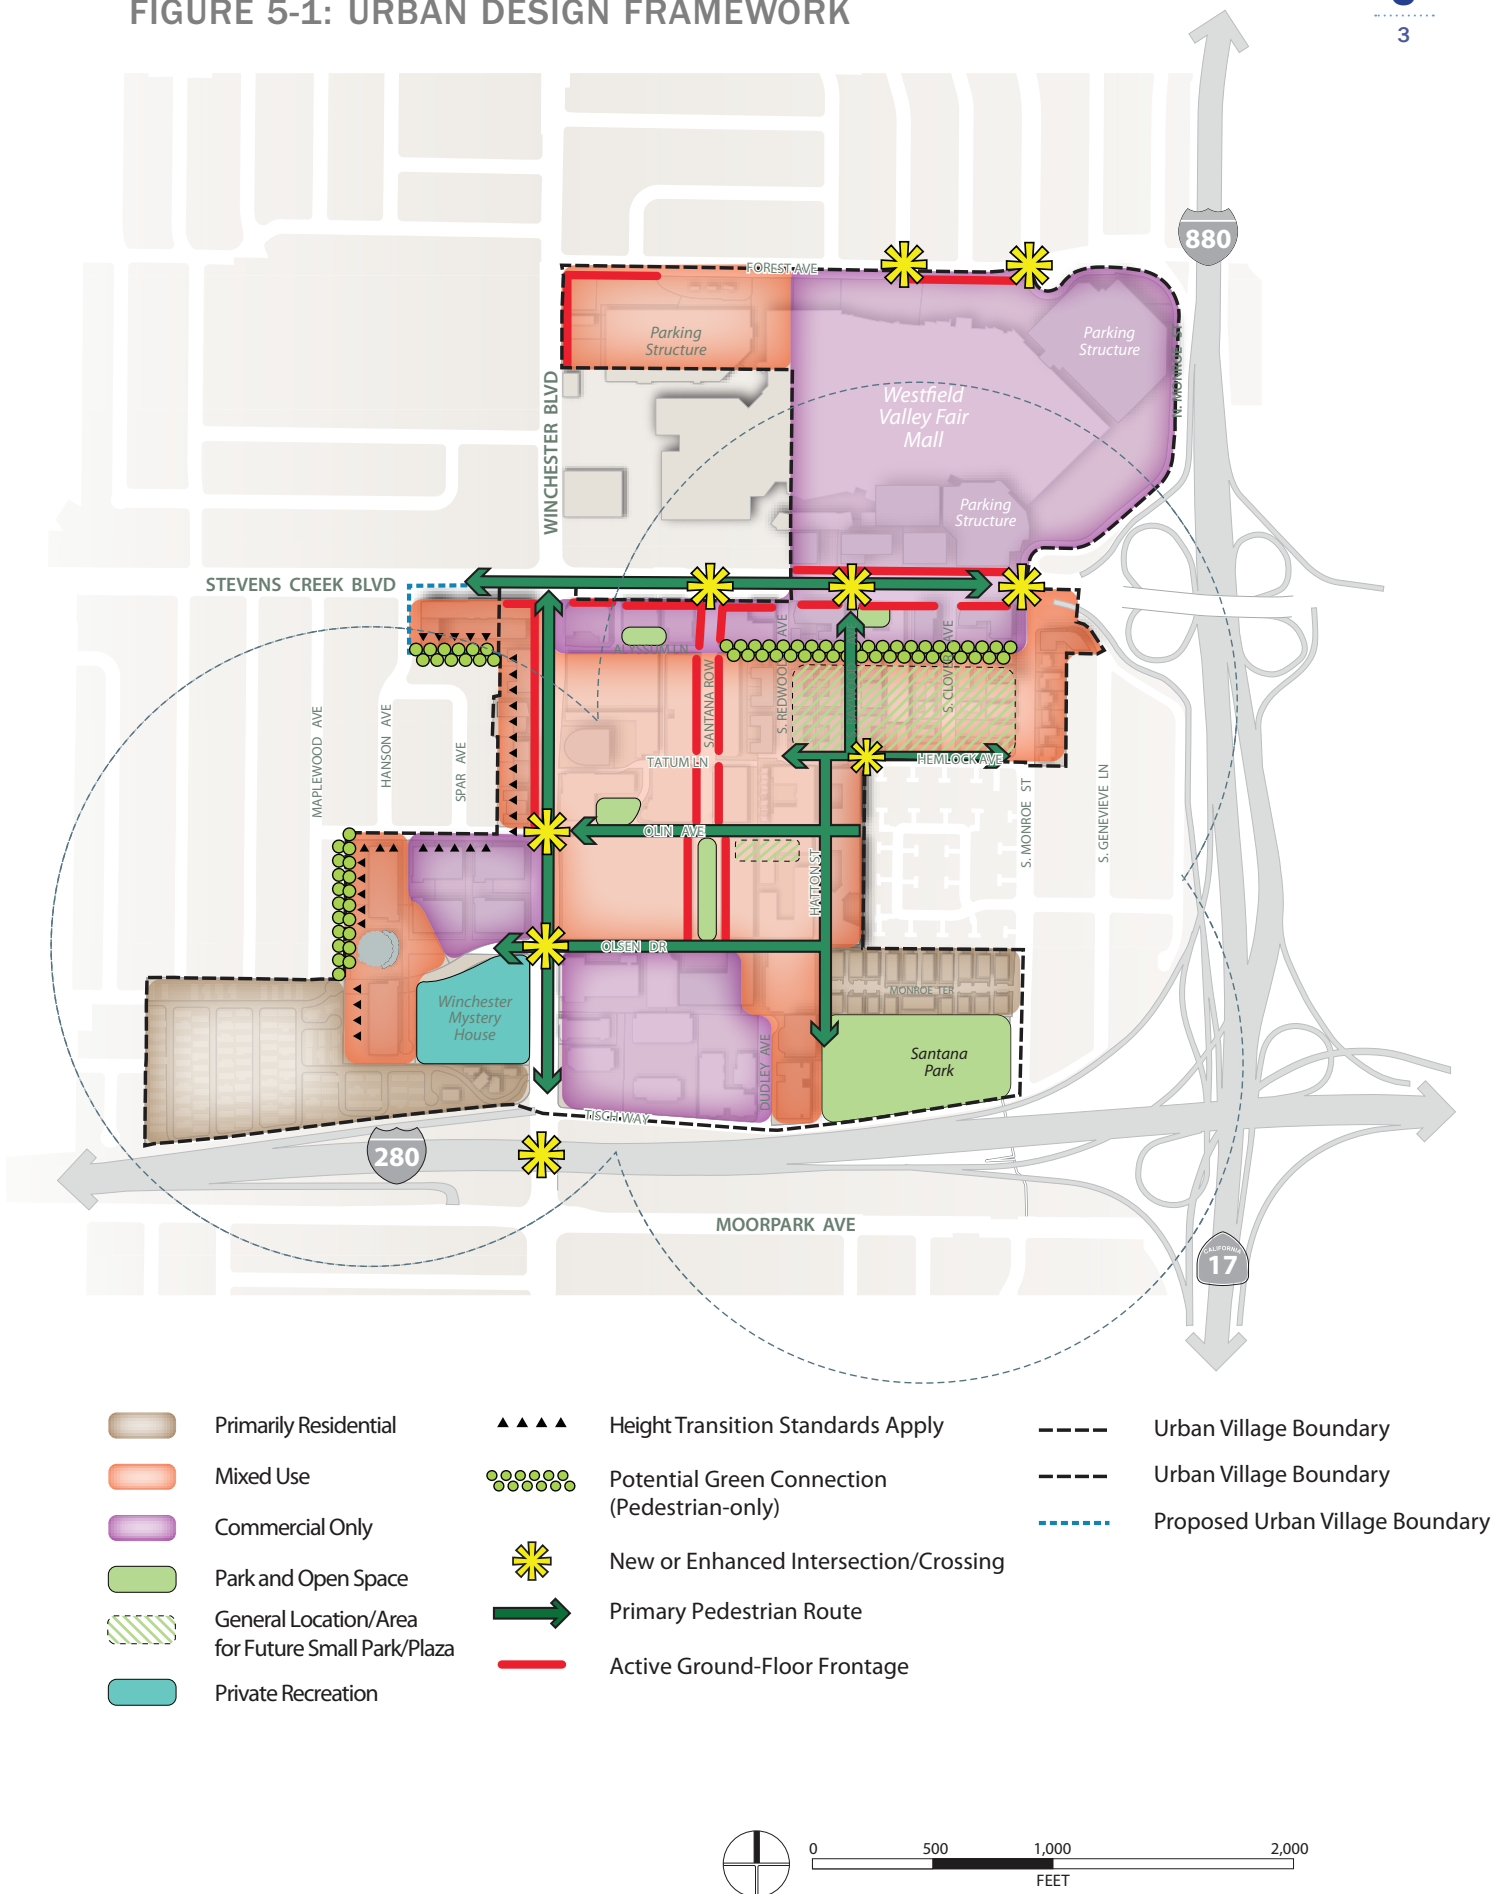 FIGURE 5-1: URBAN DESIGN FRAMEWORK
3
880
FOREST AVE
Parking
Structure
Parking
Structure
N. MONROE ST
WINCHESTER BLVD
Westfield
Valley Fair
Mall
Parking
Structure
STEVENS CREEK BLVD
ALYSSUM LN
SANTANA ROW
S. REDWOOD AVE
S. CLOVER AVE
MAPLEWOOD AVE
HANSON AVE
SPAR AVE
TATUM LN
HEMLOCK AVE
S. MONROE ST
S. GENEVIEVE LN
OLIN AVE
HATTON ST
OLSEN DR
MONROE TER
Winchester
Mystery
House
Santana
Park
DUDLEY AVE
TISCH WAY
280
MOORPARK AVE
CALIFORNIA
17
Primarily Residential
Mixed Use
Commercial Only
Park and Open Space
General Location/Area
for Future Small Park/Plaza
Private Recreation
Height Transition Standards Apply
Potential Green Connection
(Pedestrian-only)
New or Enhanced Intersection/Crossing
Primary Pedestrian Route
Active Ground-Floor Frontage
Urban Village Boundary
Urban Village Boundary
Proposed Urban Village Boundary
0 500 1,000 2,000
FEET